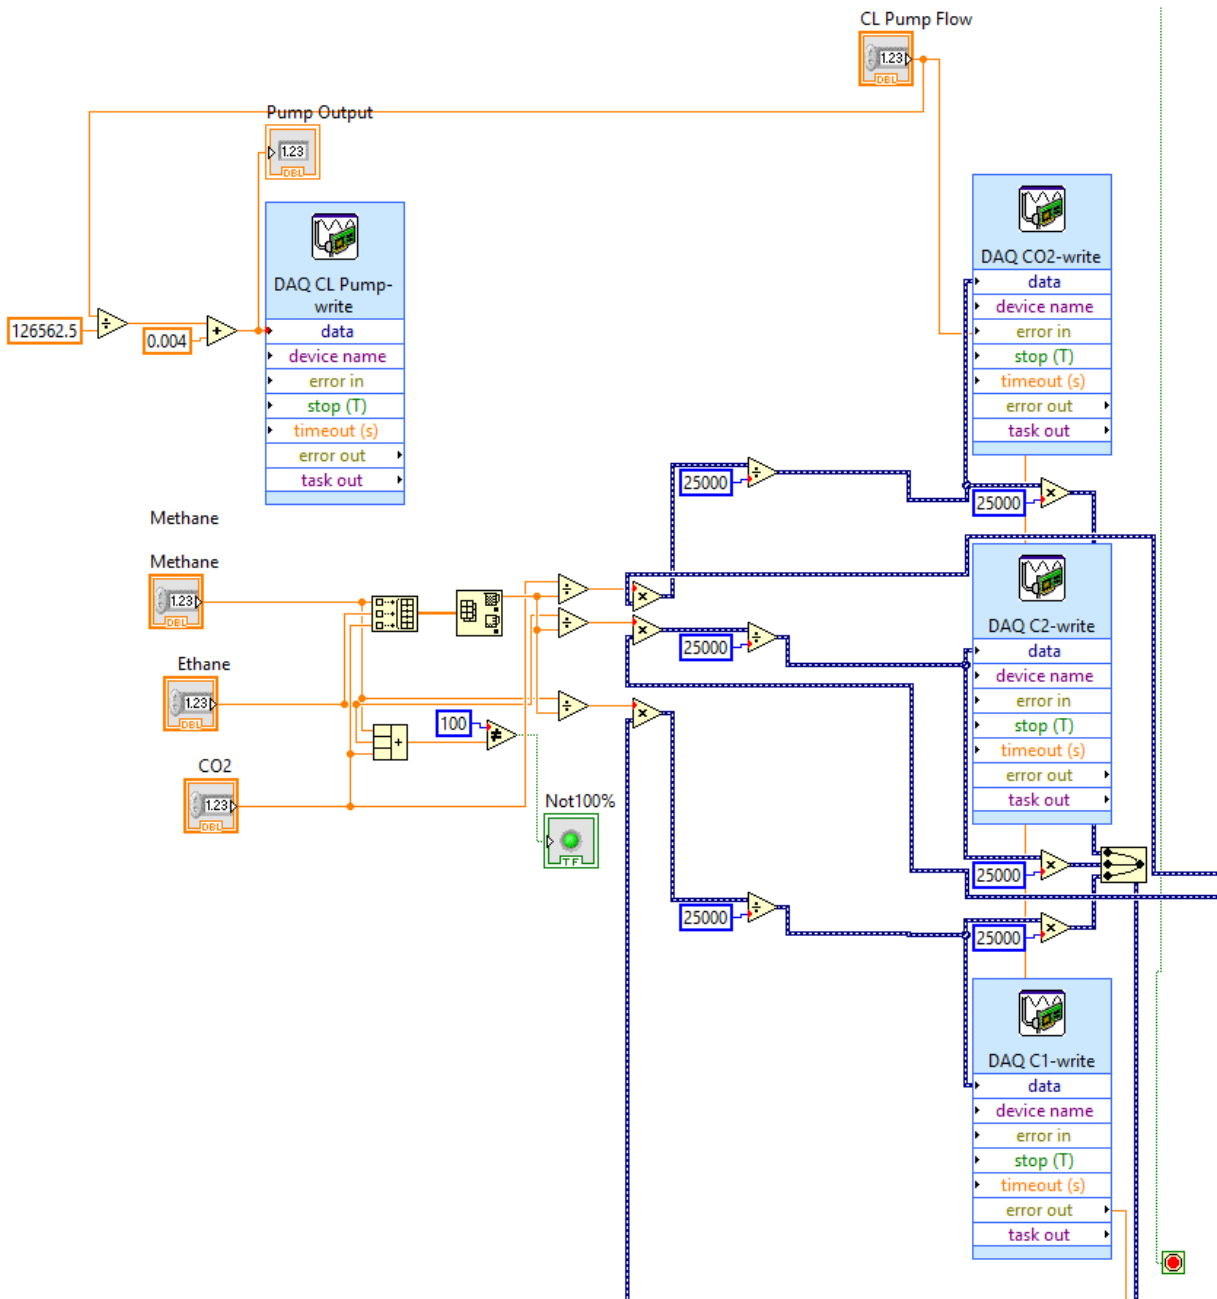 CL Pump Flow
1.23
DBL
Pump Output
1.23
DBL
DAQ CL Pump-
write
data
device name
error in
stop (T)
timeout (s)
error out
task out
126562.5
÷
0.004
+
DAQ CO2-write
data
device name
error in
stop (T)
timeout (s)
error out
task out
25000
÷
25000
×
Methane
Methane
1.23
DBL
Ethane
1.23
DBL
CO2
1.23
DBL
+
100
≠
Not100%
TF
÷
×
÷
×
25000
÷
÷
×
DAQ C2-write
data
device name
error in
stop (T)
timeout (s)
error out
task out
25000
×
25000
÷
25000
×
DAQ C1-write
data
device name
error in
stop (T)
timeout (s)
error out
task out